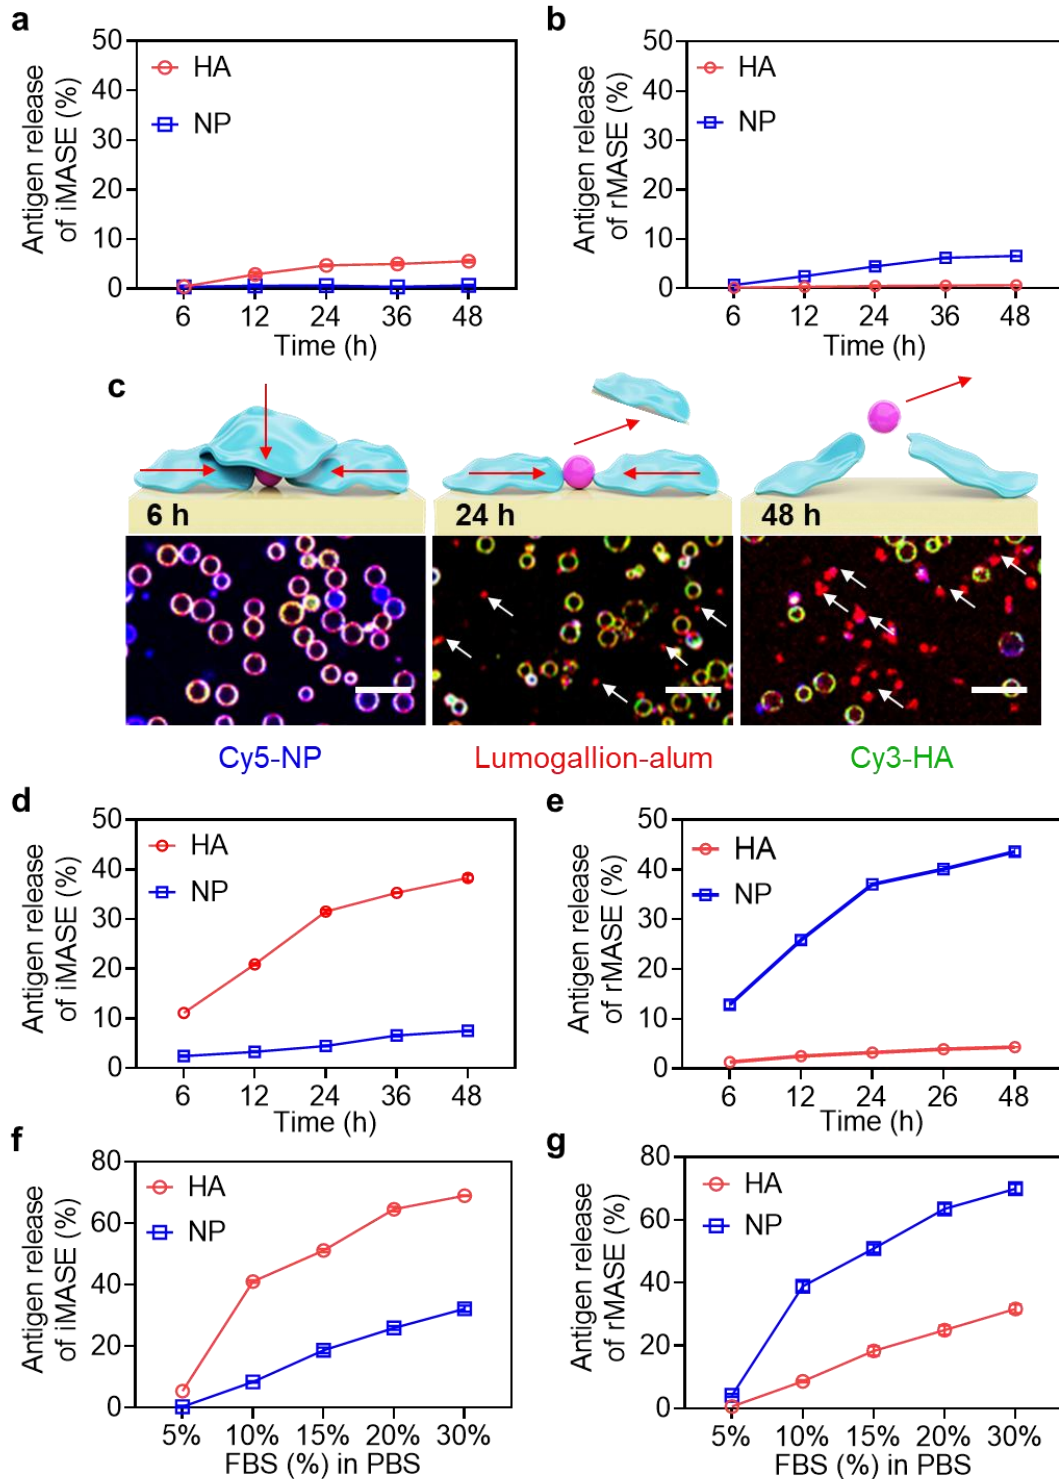 a
50
40
30
20
10
0
Antigen release
of iMASE (%)
HA
NP
6 12 24 36 48
Time (h)
b
50
40
30
20
10
0
Antigen release
of rMASE (%)
HA
NP
6 12 24 36 48
Time (h)
c
6 h
24 h
48 h
Cy5-NP
Lumogallion-alum
Cy3-HA
d
50
40
30
20
10
0
Antigen release
of iMASE (%)
HA
NP
6 12 24 36 48
Time (h)
e
50
40
30
20
10
0
Antigen release
of rMASE (%)
HA
NP
6 12 24 26 48
Time (h)
f
80
60
40
20
0
Antigen release
of iMASE (%)
HA
NP
5% 10% 15% 20% 30%
FBS (%) in PBS
g
80
60
40
20
0
Antigen release
of rMASE (%)
HA
NP
5% 10% 15% 20% 30%
FBS (%) in PBS